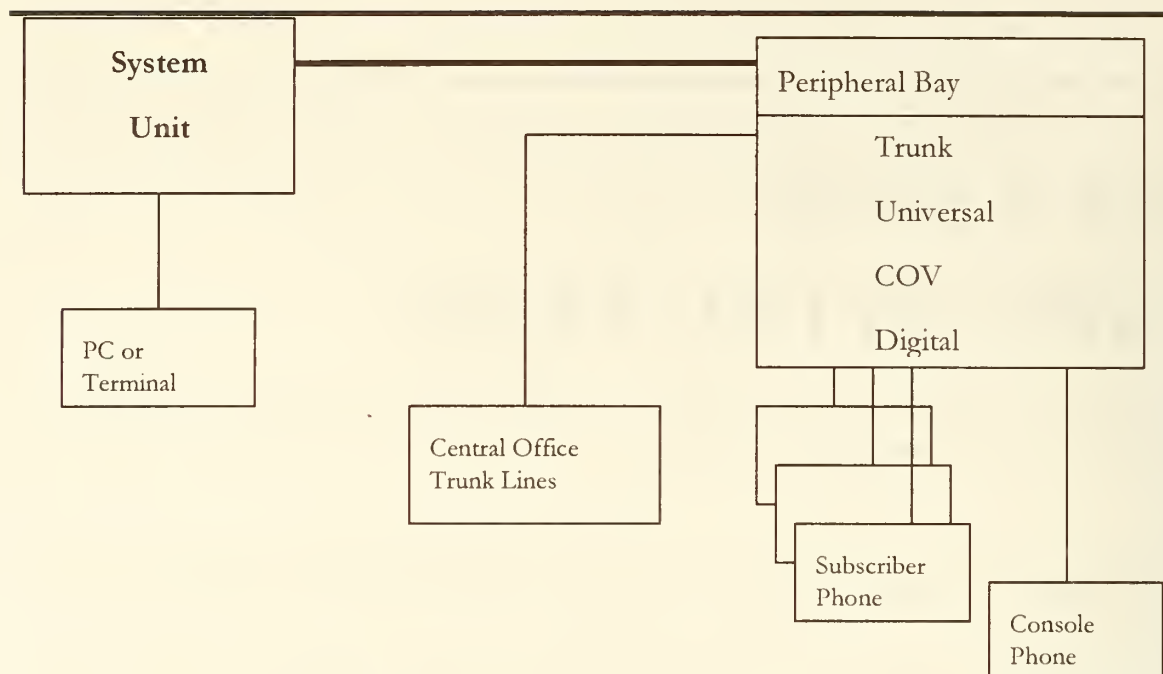 System
Unit
Peripheral Bay
Trunk
Universal
COV
Digital
PC or
Terminal
Central Office
Trunk Lines
Subscriber
Phone
Console
Phone